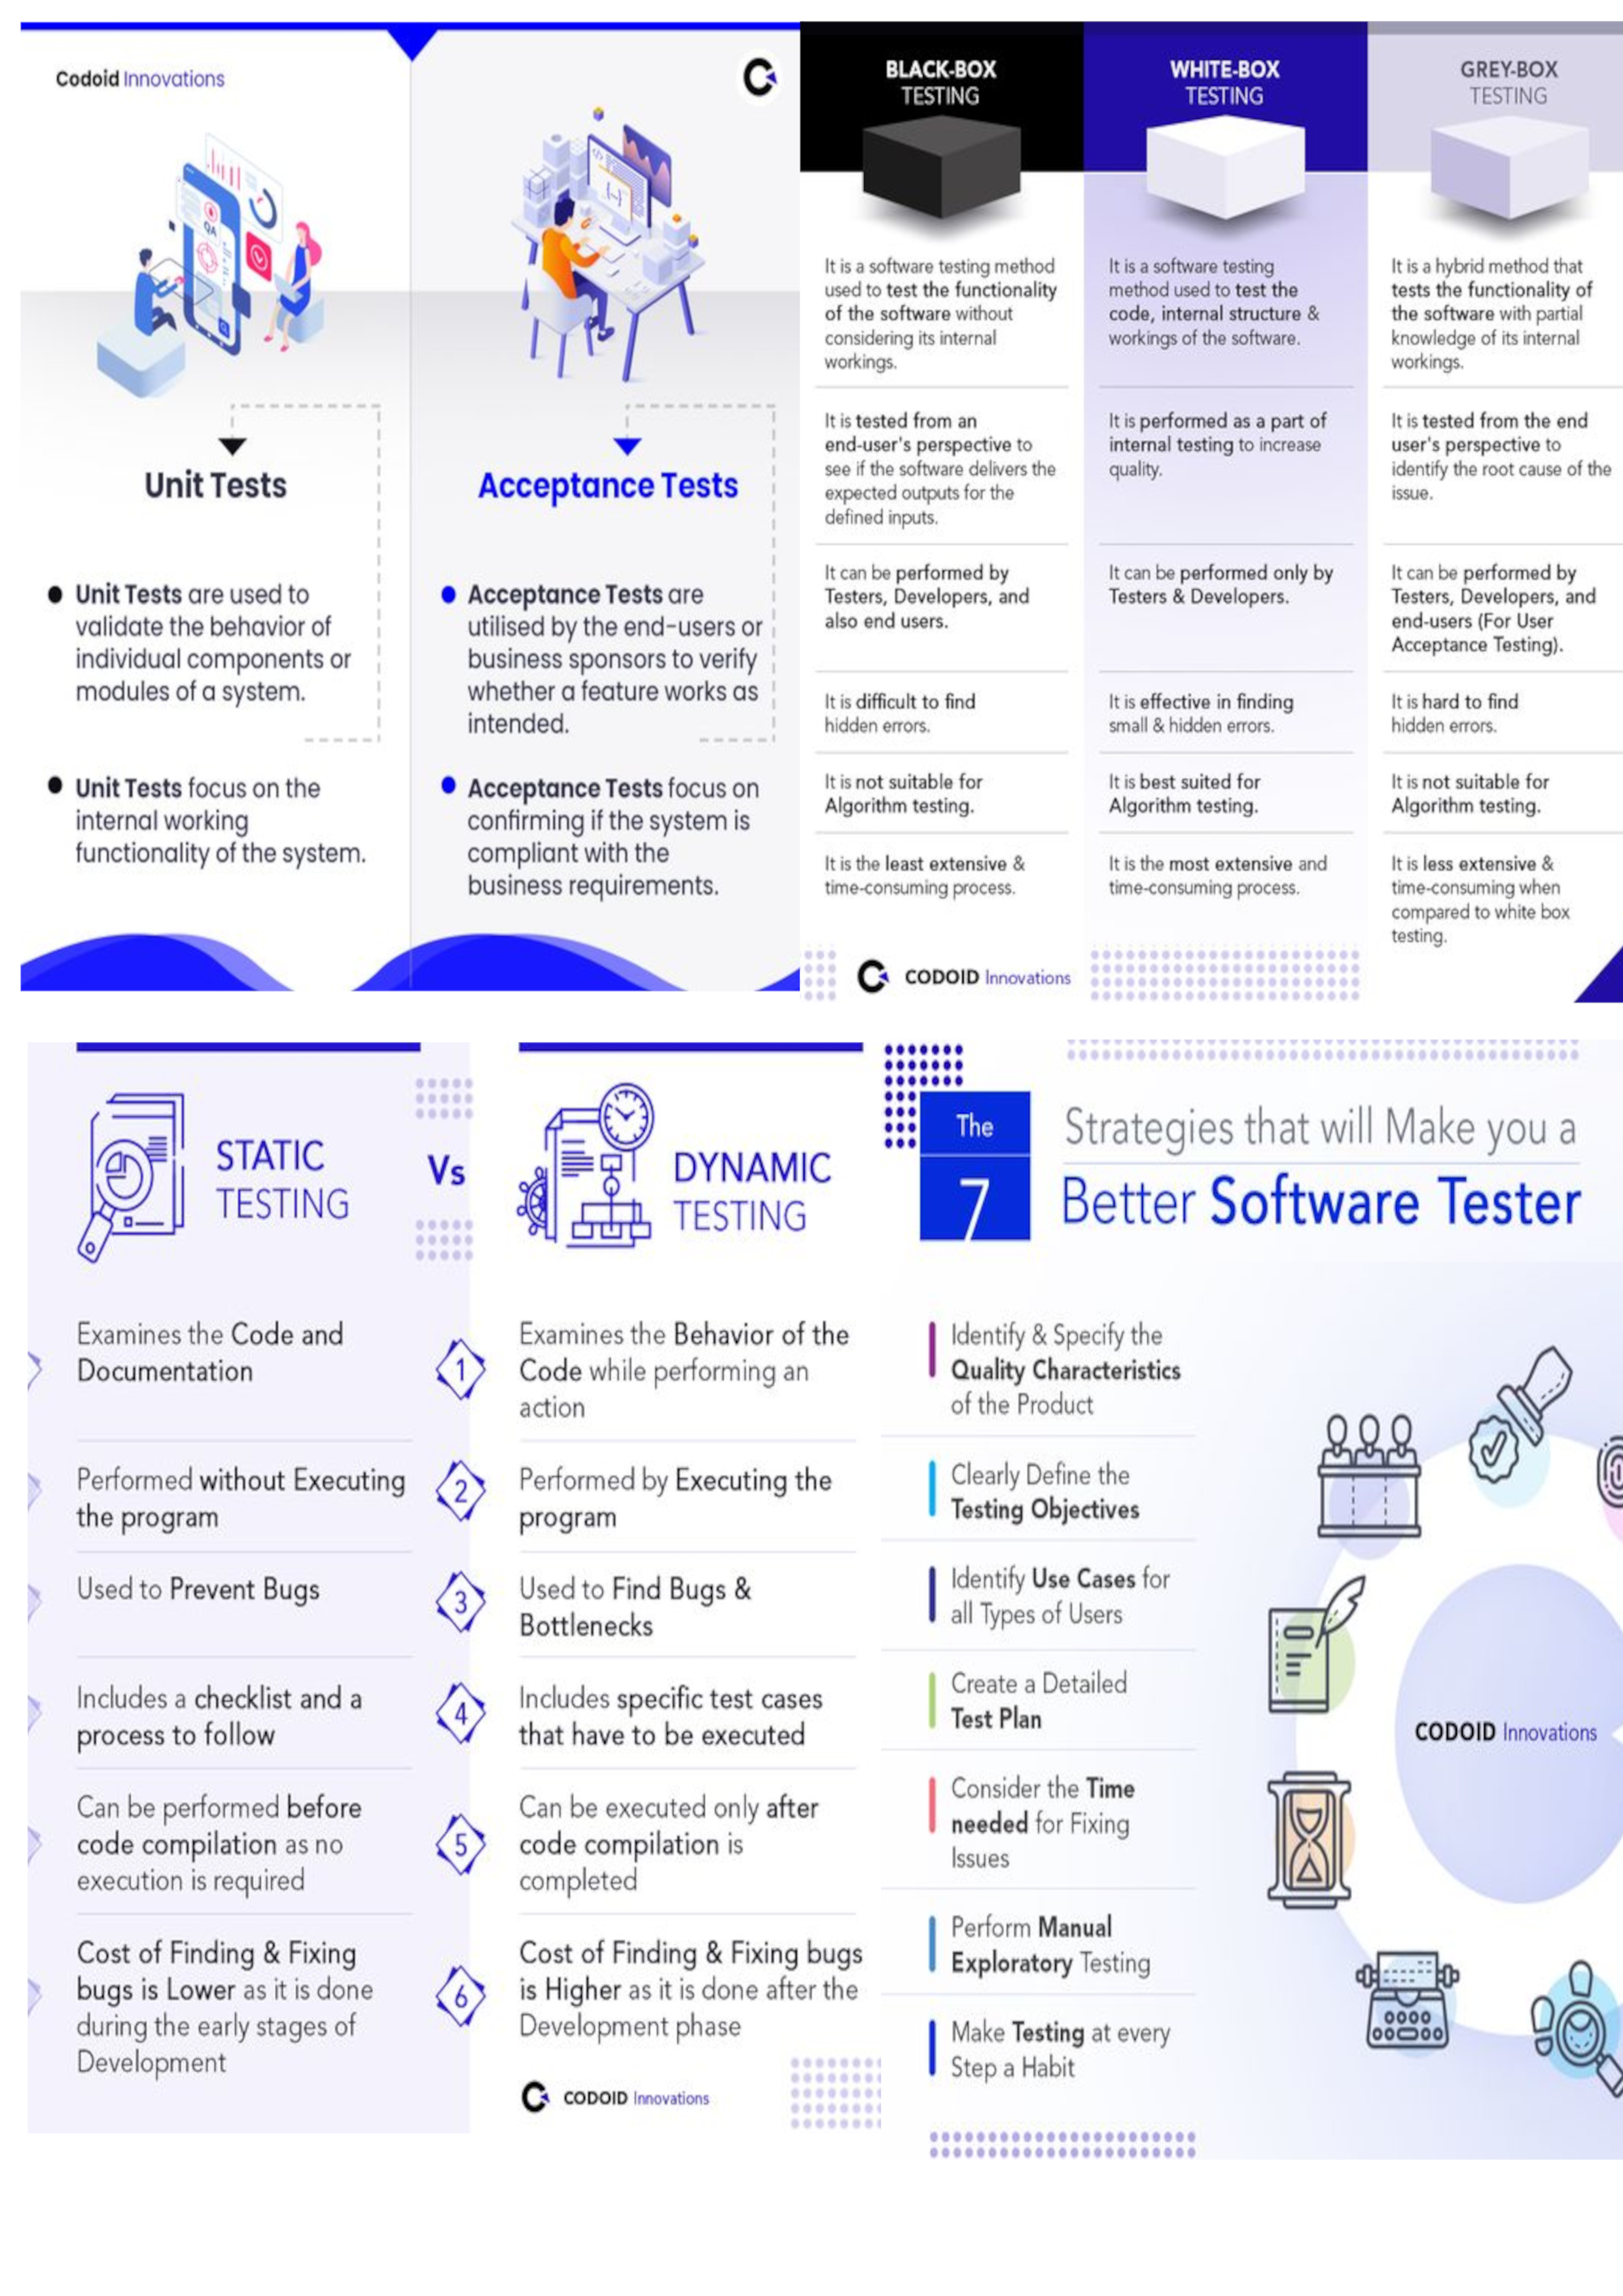 Codoid Innovations
Unit Tests
Unit Tests are used to
validate the behavior of
individual components or
modules of a system.
Unit Tests focus on the
internal working
functionality of the system.
Acceptance Tests
Acceptance Tests are
utilised by the end-users or
business sponsors to verify
whether a feature works as
intended.
Acceptance Tests focus on
confirming if the system is
compliant with the
business requirements.
QA
BLACK-BOX
TESTING
It is a software testing method
used to test the functionality
of the software without
considering its internal
workings.
It is tested from an
end-user's perspective to
see if the software delivers the
expected outputs for the
defined inputs.
It can be performed by
Testers, Developers, and
also end users.
It is difficult to find
hidden errors.
It is not suitable for
Algorithm testing.
It is the least extensive &
time-consuming process.
WHITE-BOX
TESTING
It is a software testing
method used to test the
code, internal structure &
workings of the software.
It is performed as a part of
internal testing to increase
quality.
It can be performed only by
Testers & Developers.
It is effective in finding
small & hidden errors.
It is best suited for
Algorithm testing.
It is the most extensive and
time-consuming process.
GREY-BOX
TESTING
It is a hybrid method that
tests the functionality of
the software with partial
knowledge of its internal
workings.
It is tested from the end
user's perspective to
identify the root cause of the
issue.
It can be performed by
Testers, Developers, and
end-users (For User
Acceptance Testing).
It is hard to find
hidden errors.
It is not suitable for
Algorithm testing.
It is less extensive &
time-consuming when
compared to white box
testing.
CODOID Innovations
STATIC
TESTING
Vs
DYNAMIC
TESTING
Examines the Code and
Documentation
1
Examines the Behavior of the
Code while performing an
action
Performed without Executing
the program
2
Performed by Executing the
program
Used to Prevent Bugs
3
Used to Find Bugs &
Bottlenecks
Includes a checklist and a
process to follow
4
Includes specific test cases
that have to be executed
Can be performed before
code compilation as no
execution is required
5
Can be executed only after
code compilation is
completed
Cost of Finding & Fixing
bugs is Lower as it is done
during the early stages of
Development
6
Cost of Finding & Fixing bugs
is Higher as it is done after the
Development phase
CODOID Innovations
The
7
Strategies that will Make you a
Better Software Tester
Identify & Specify the
Quality Characteristics
of the Product
Clearly Define the
Testing Objectives
Identify Use Cases for
all Types of Users
Create a Detailed
Test Plan
Consider the Time
needed for Fixing
Issues
Perform Manual
Exploratory Testing
Make Testing at every
Step a Habit
CODOID Innovations